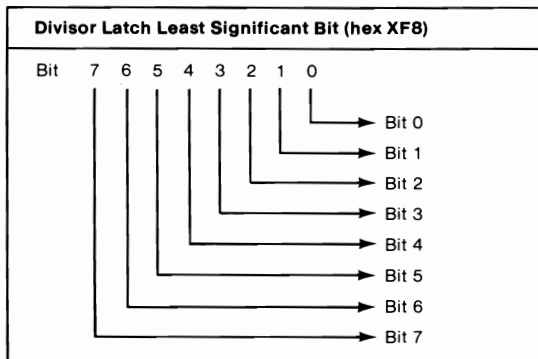 Divisor Latch Least Significant Bit (hex XF8)
Bit 7 6 5 4 3 2 1 0
Bit 0
Bit 1
Bit 2
Bit 3
Bit 4
Bit 5
Bit 6
Bit 7